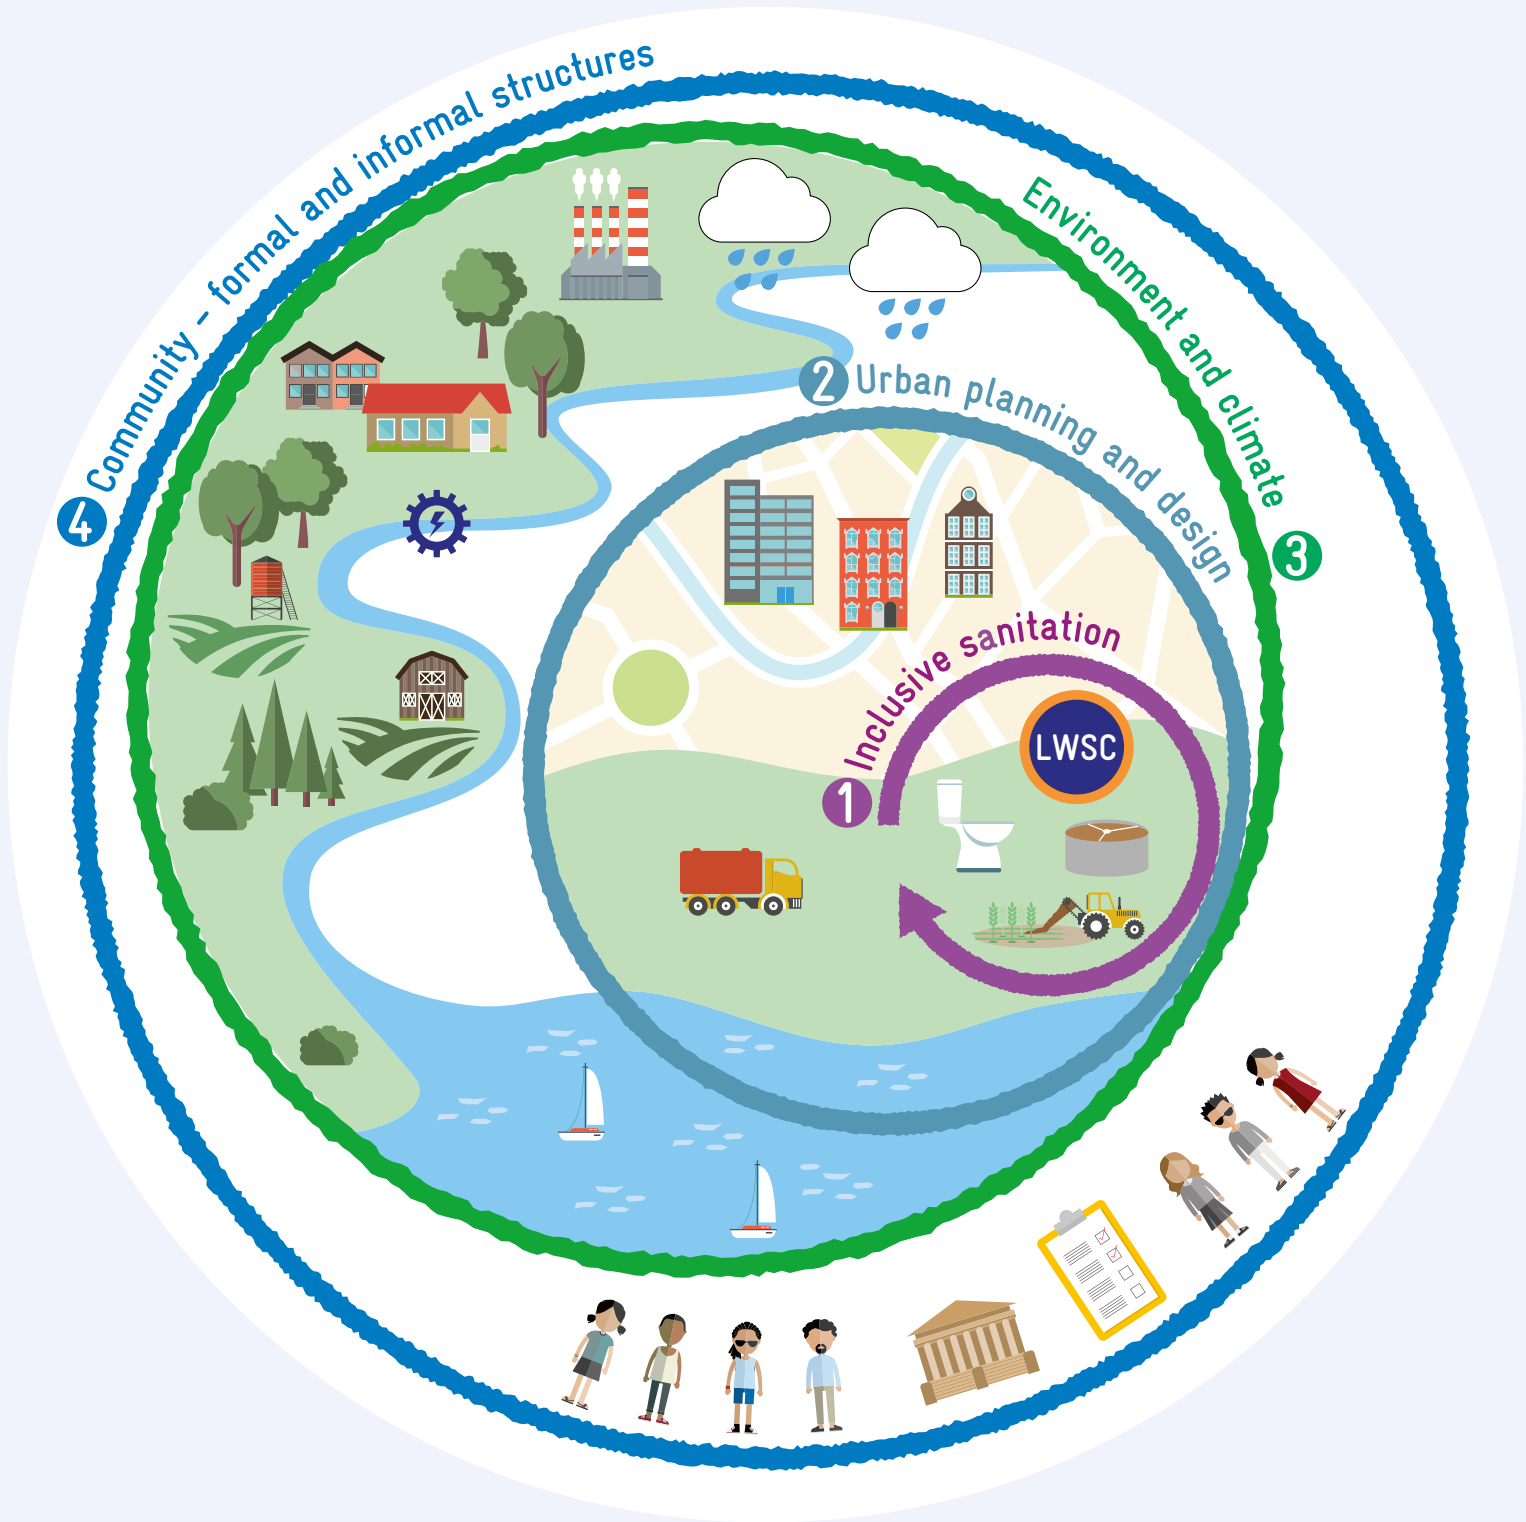 4 Community – formal and informal structures
3 Environment and climate
2 Urban planning and design
1 Inclusive sanitation
LWSC